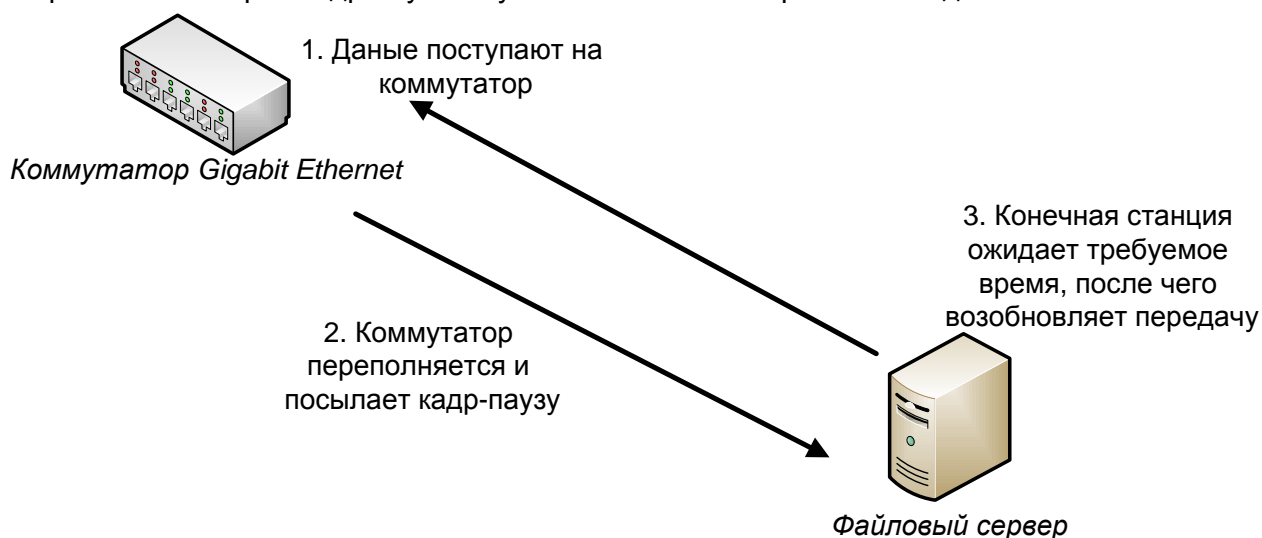 1. Даные поступают на
коммутатор
Коммутатор Gigabit Ethernet
3. Конечная станция
ожидает требуемое
время, после чего
возобновляет передачу
2. Коммутатор
переполняется и
посылает кадр-паузу
Файловый сервер